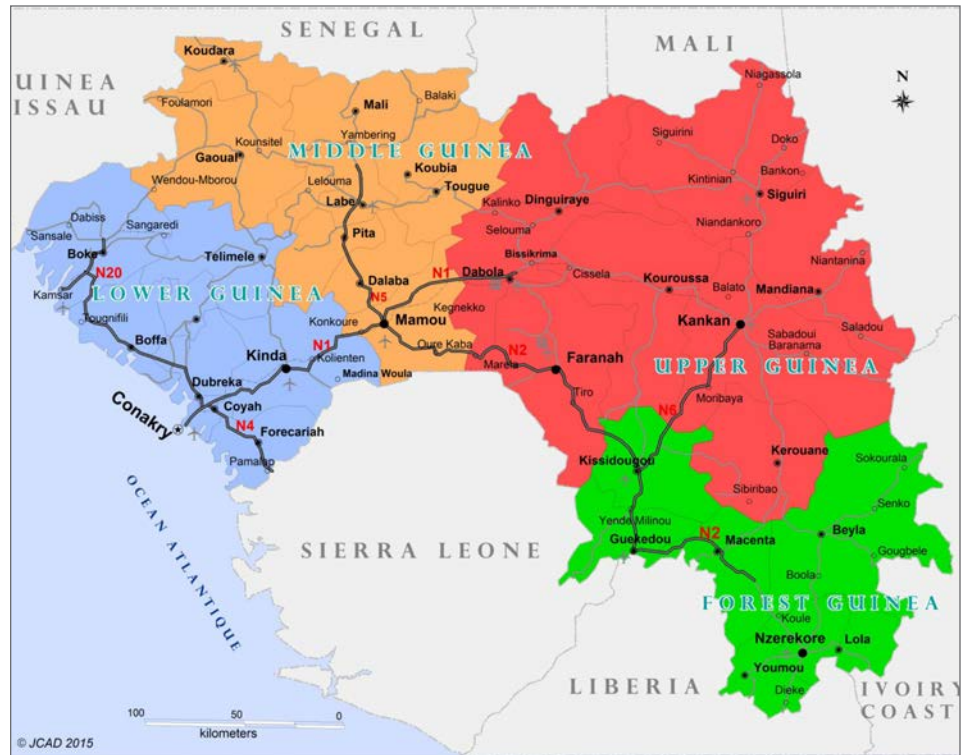 SENEGAL
MALI
UINEA
ISSAU
N
Koudara
Niagassola
Foulamori
Mali
Balaki
Yambering
Siguirini
Doko
Kounsitel
MIDDLE GUINEA
Gaoual
Koubia
Kintinian
Bankon
Wendou-Mborou
Lelouma
Tougue
Siguiri
Labe
Kalinko
Dinguiraye
Dabiss
Sangaredi
Selouma
Niandankoro
Sansale
Pita
Boke
Telimele
Bissikrima
Niantanina
N20
N1
Dabola
Cissela
Kamsar
LOWER GUINEA
Dalaba
N5
Kouroussa
Balato
Mandiana
Kegnekko
Tougnifili
Konkoure
Mamou
Kankan
Saladou
Boffa
N1
Oure Kaba
N2
Sabadoui
Baranama
Kinda
Kolienten
Marela
Faranah
UPPER GUINEA
Madina Woula
Dubreka
Tiro
Moribaya
Coyah
N6
Conakry
N4
Forecariah
Pamalap
Kissidougou
Kerouane
Sokourala
Sibiribao
Senko
OCEAN ATLANTIQUE
Yende Milinou
N2
Beyla
SIERRA LEONE
Guekedou
Macenta
Gougbele
Boola
FOREST GUINEA
Koule
Nzerekore
Lola
LIBERIA
Youmou
Dieke
IVOIRY
COAST
100 50 0
kilometers
© JCAD 2015